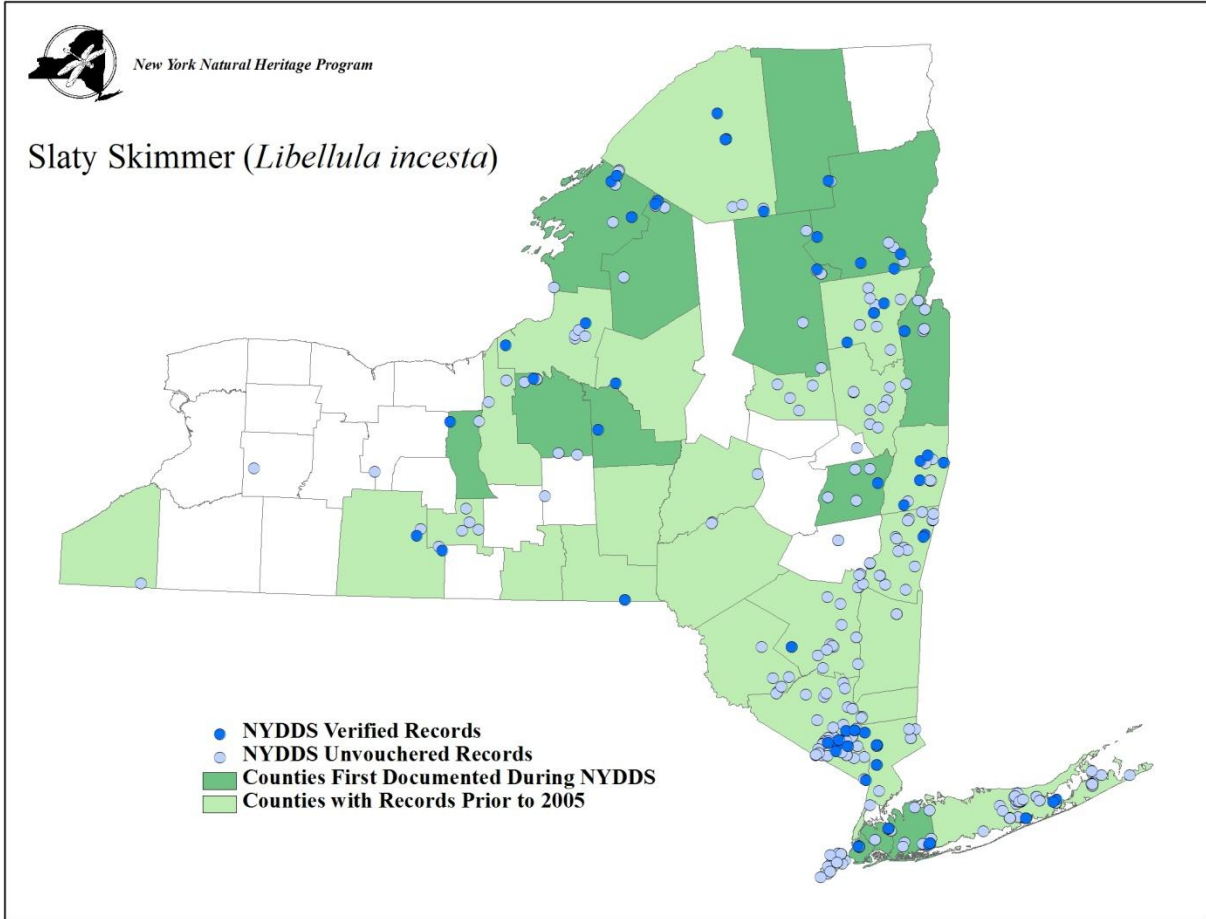 New York Natural Heritage Program
Slaty Skimmer (Libellula incesta)
NYDDS Verified Records
NYDDS Unvouchered Records
Counties First Documented During NYDDS
Counties with Records Prior to 2005